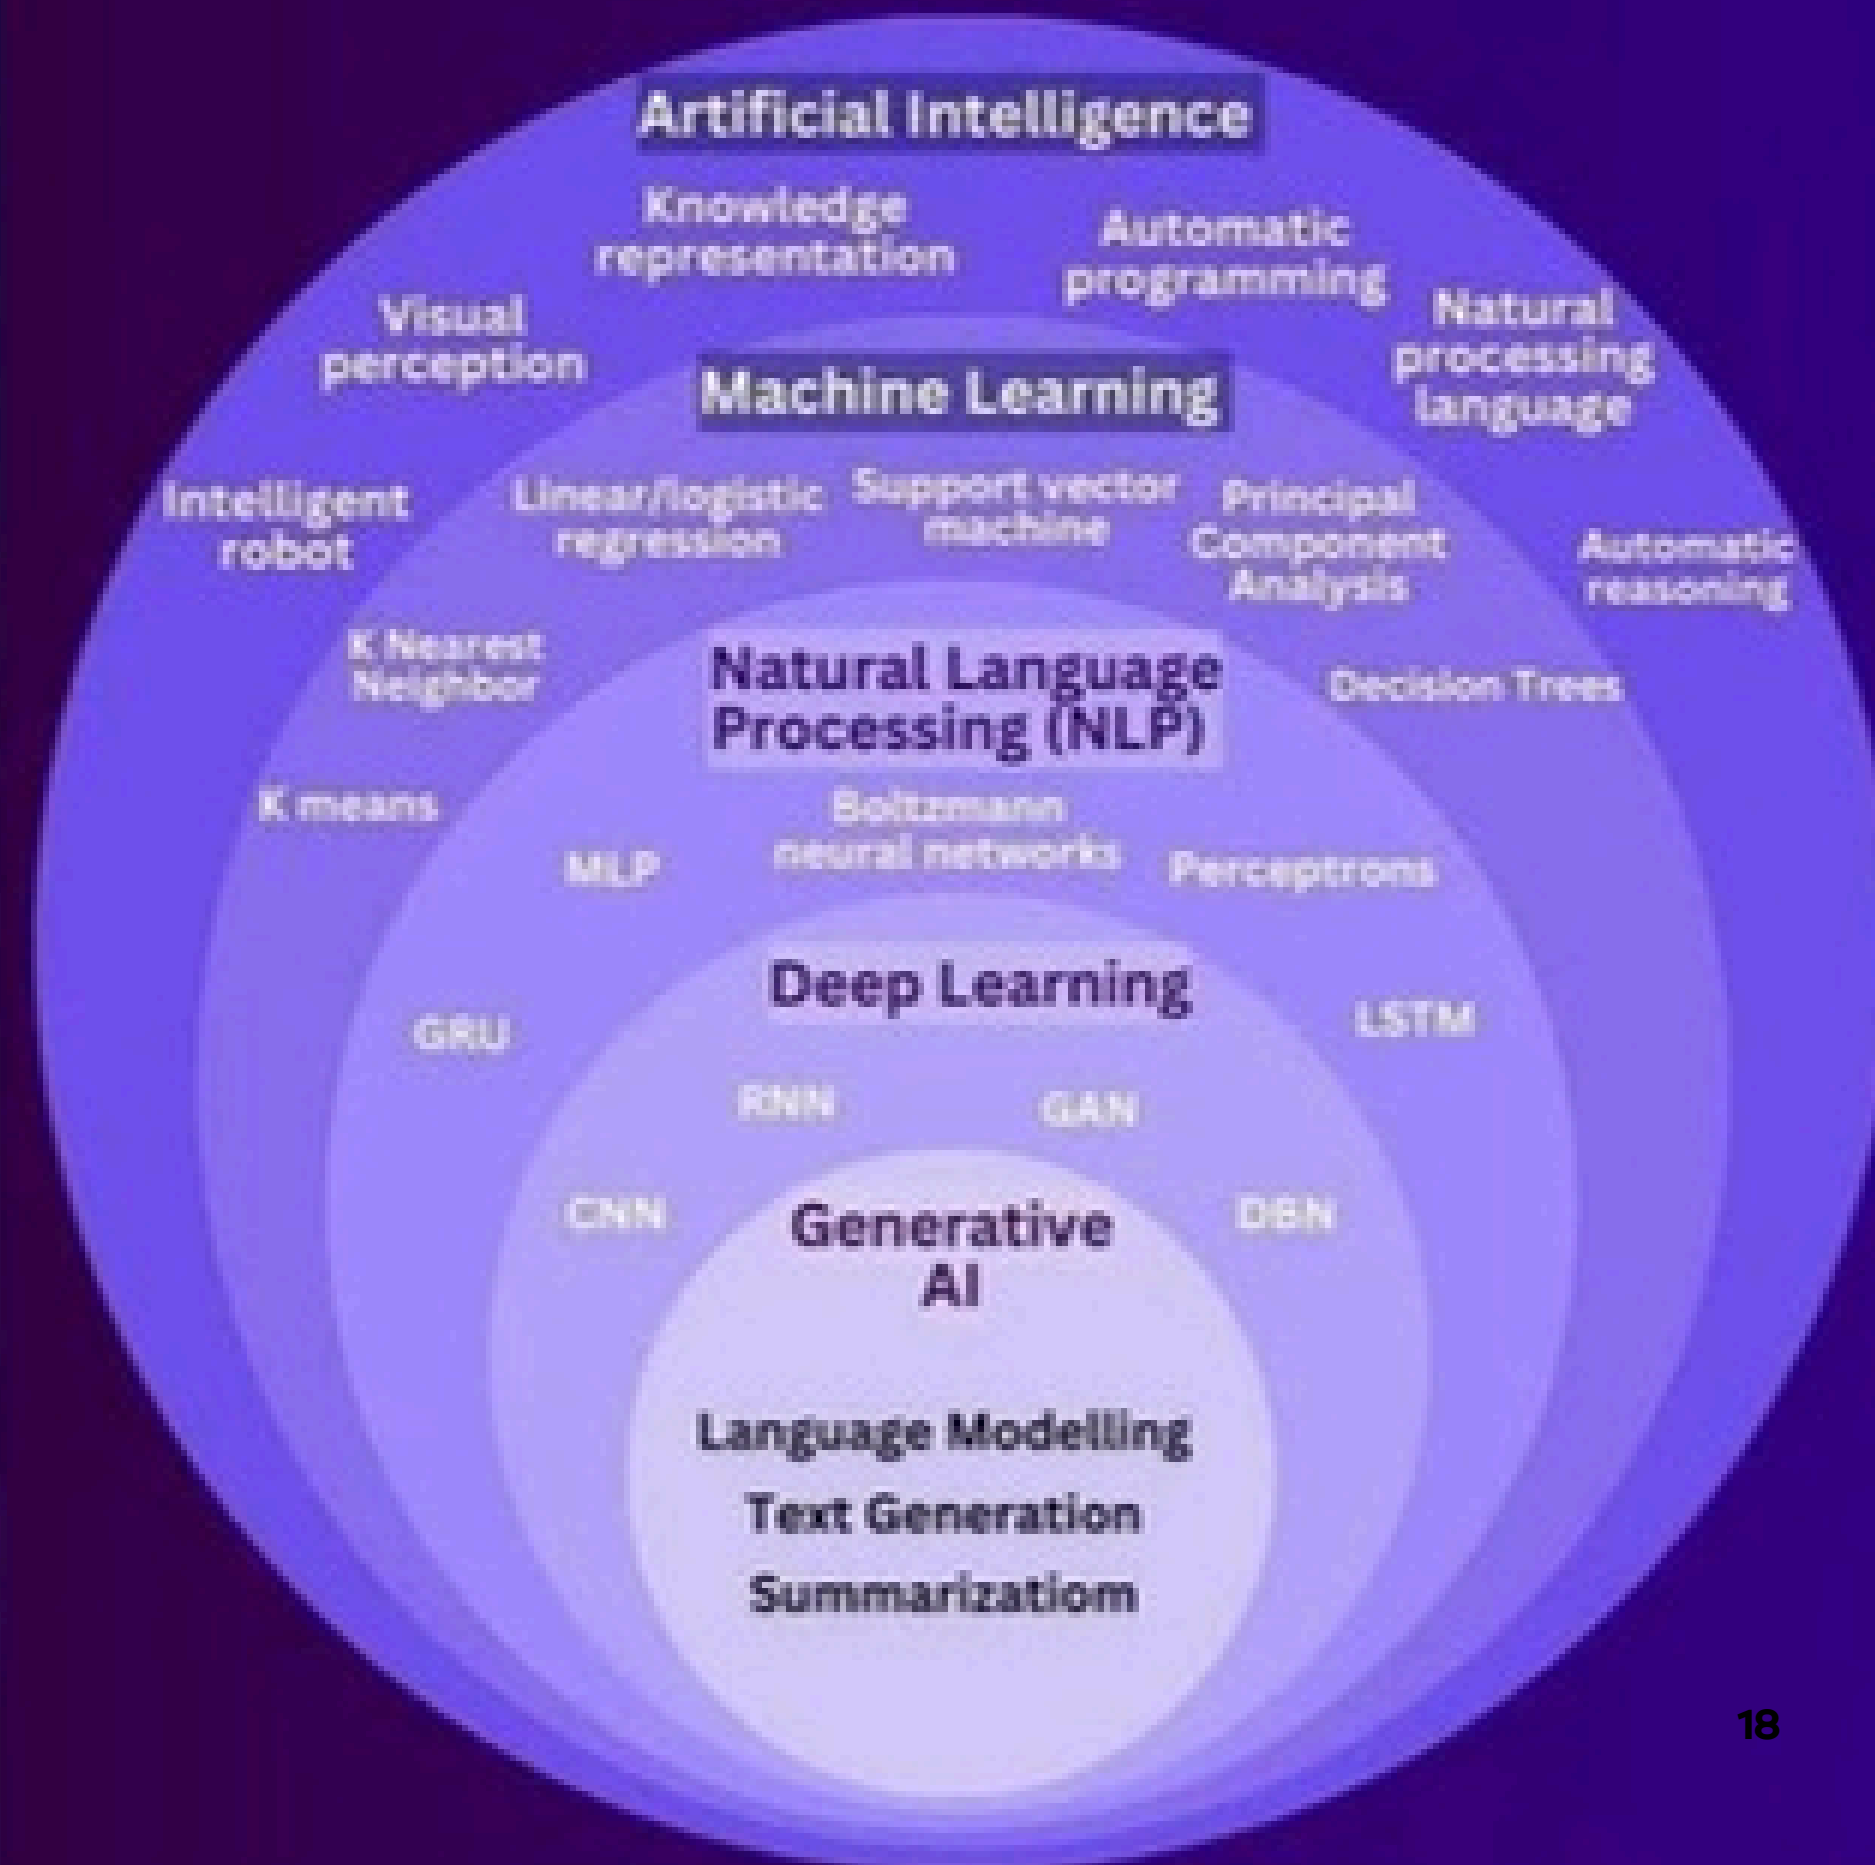 Artificial Intelligence
Knowledge
representation
Automatic
programming
Visual
perception
Natural
processing
language
Machine Learning
Intelligent
robot
Linear/logistic
regression
Support vector
machine
Principal
Component
Analysis
Automatic
reasoning
K Nearest
Neighbor
Natural Language
Processing (NLP)
Decision Trees
K means
Boltzmann
neural networks
MLP
Perceptrons
Deep Learning
GRU
LSTM
RNN
GAN
CNN
Generative
AI
DBN
Language Modelling
Text Generation
Summarizatiom
18